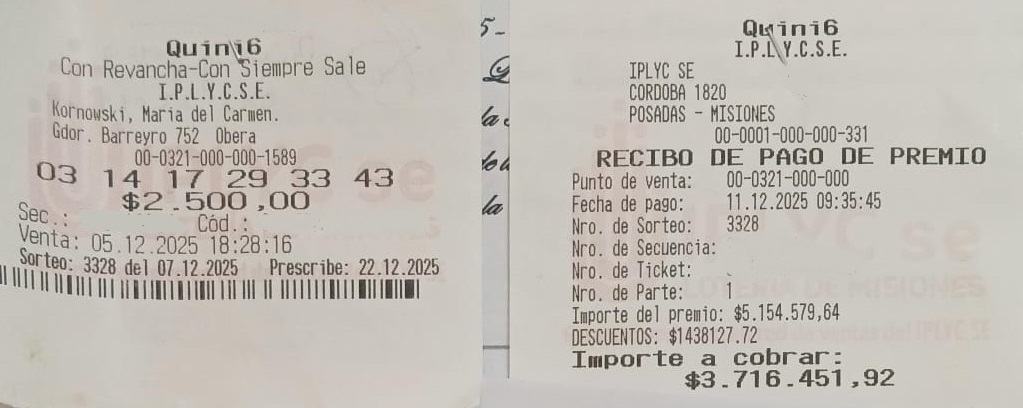 Quini6
Con Revancha-Con Siempre Sale
I.P.L.Y.C.S.E.
Kornowski, Maria del Carmen.
Gdor. Barreyro 752 Obera
00-0321-000-000-1589
03 14 17 29 33 43
$2.500,00
Sec.: Cód.:
Venta: 05.12.2025 18:28:16
Sorteo: 3328 del 07.12.2025 Prescribe: 22.12.2025
5-
la
la
Quini6
I.P.L.Y.C.S.E.
IPLYC SE
CORDOBA 1820
POSADAS - MISIONES
00-0001-000-000-331
RECIBO DE PAGO DE PREMIO
Punto de venta: 00-0321-000-000
Fecha de pago: 11.12.2025 09:35:45
Nro. de Sorteo: 3328
Nro. de Secuencia:
Nro. de Ticket:
Nro. de Parte: 1
Importe del premio: $5.154.579,64
DESCUENTOS: $1438127.72
Importe a cobrar:
$3.716.451,92
LOTERIA DE MISIONES